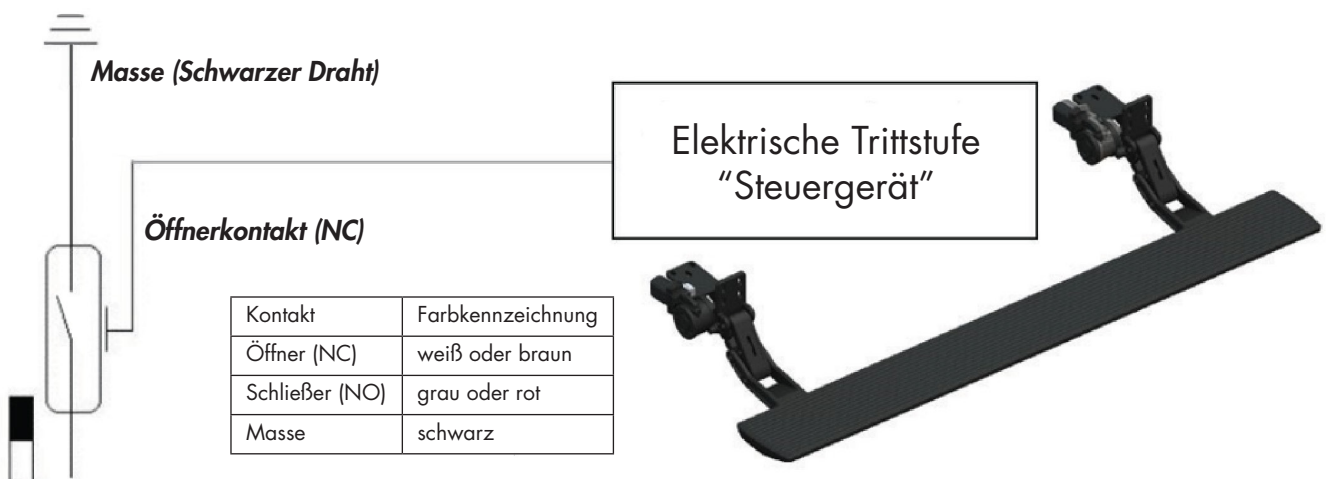 Masse (Schwarzer Draht)
Elektrische Trittstufe
“Steuergerät”
Öffnerkontakt (NC)
Kontakt Farbkennzeichnung
Öffner (NC) weiß oder braun
Schließer (NO) grau oder rot
Masse schwarz